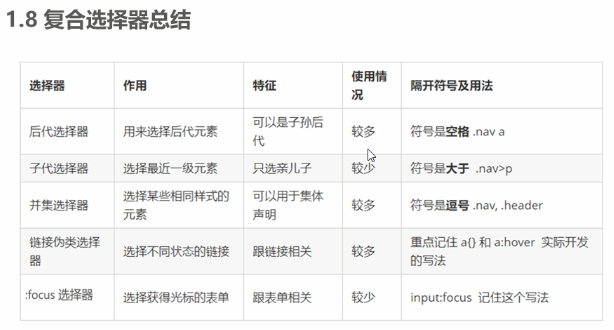 1.8 复合选择器总结
选择器 作用 特征 使用情况 隔开符号及用法
后代选择器 用来选择后代元素 可以是子孙后代 较多 符号是空格 .nav a
子代选择器 选择最近一级元素 只选亲儿子 较少 符号是大于 .nav>p
并集选择器 选择某些相同样式的元素 可以用于集体声明 较多 符号是逗号 .nav, .header
链接伪类选择器 选择不同状态的链接 跟链接相关 较多 重点记住 a{} 和 a:hover 实际开发的写法
:focus 选择器 选择获得光标的表单 跟表单相关 较少 input:focus 记住这个写法